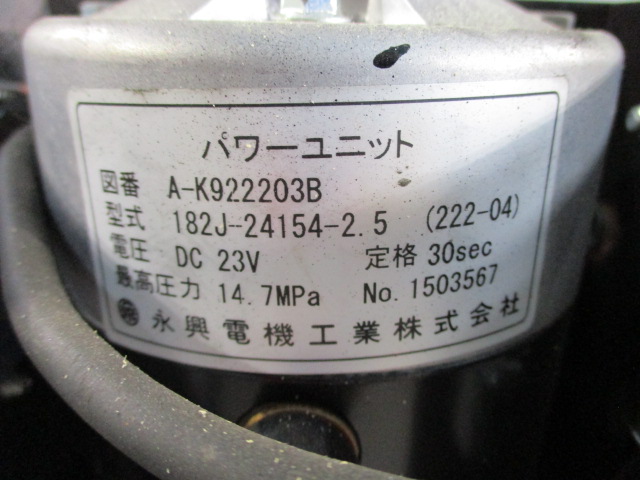 パワーユニット
図番 A-K922203B
型式 182J-24154-2.5 (222-04)
電圧 DC 23V 定格 30sec
最高圧力 14.7MPa No.1503567
永興電機工業株式会社